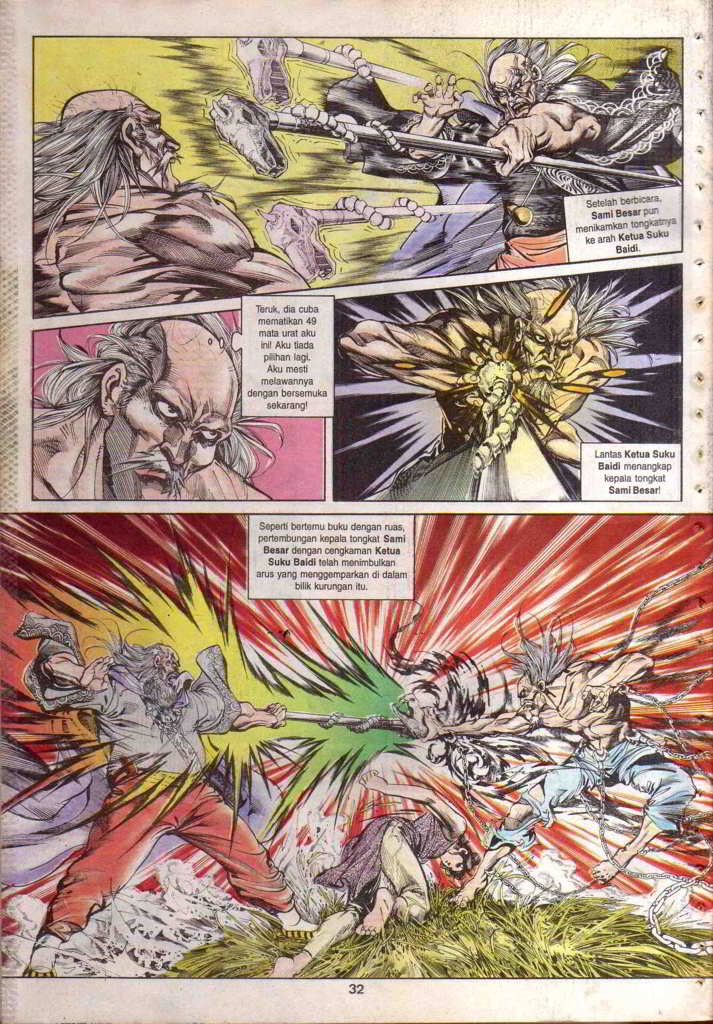 Setelah berbicara,
Sami Besar pun
menikamkan tongkatnya
ke arah Ketua Suku
Baidi.
Teruk, dia cuba
mematikan 49
mata urat aku
ini! Aku tiada
pilihan lagi.
Aku mesti
melawannya
dengan bersemuka
sekarang!
Lantas Ketua Suku
Baidi menangkap
kepala tongkat
Sami Besar!
Seperti bertemu buku dengan ruas,
pertembungan kepala tongkat Sami
Besar dengan cengkaman Ketua
Suku Baidi telah menimbulkan
arus yang menggemparkan di dalam
bilik kurungan itu.
32